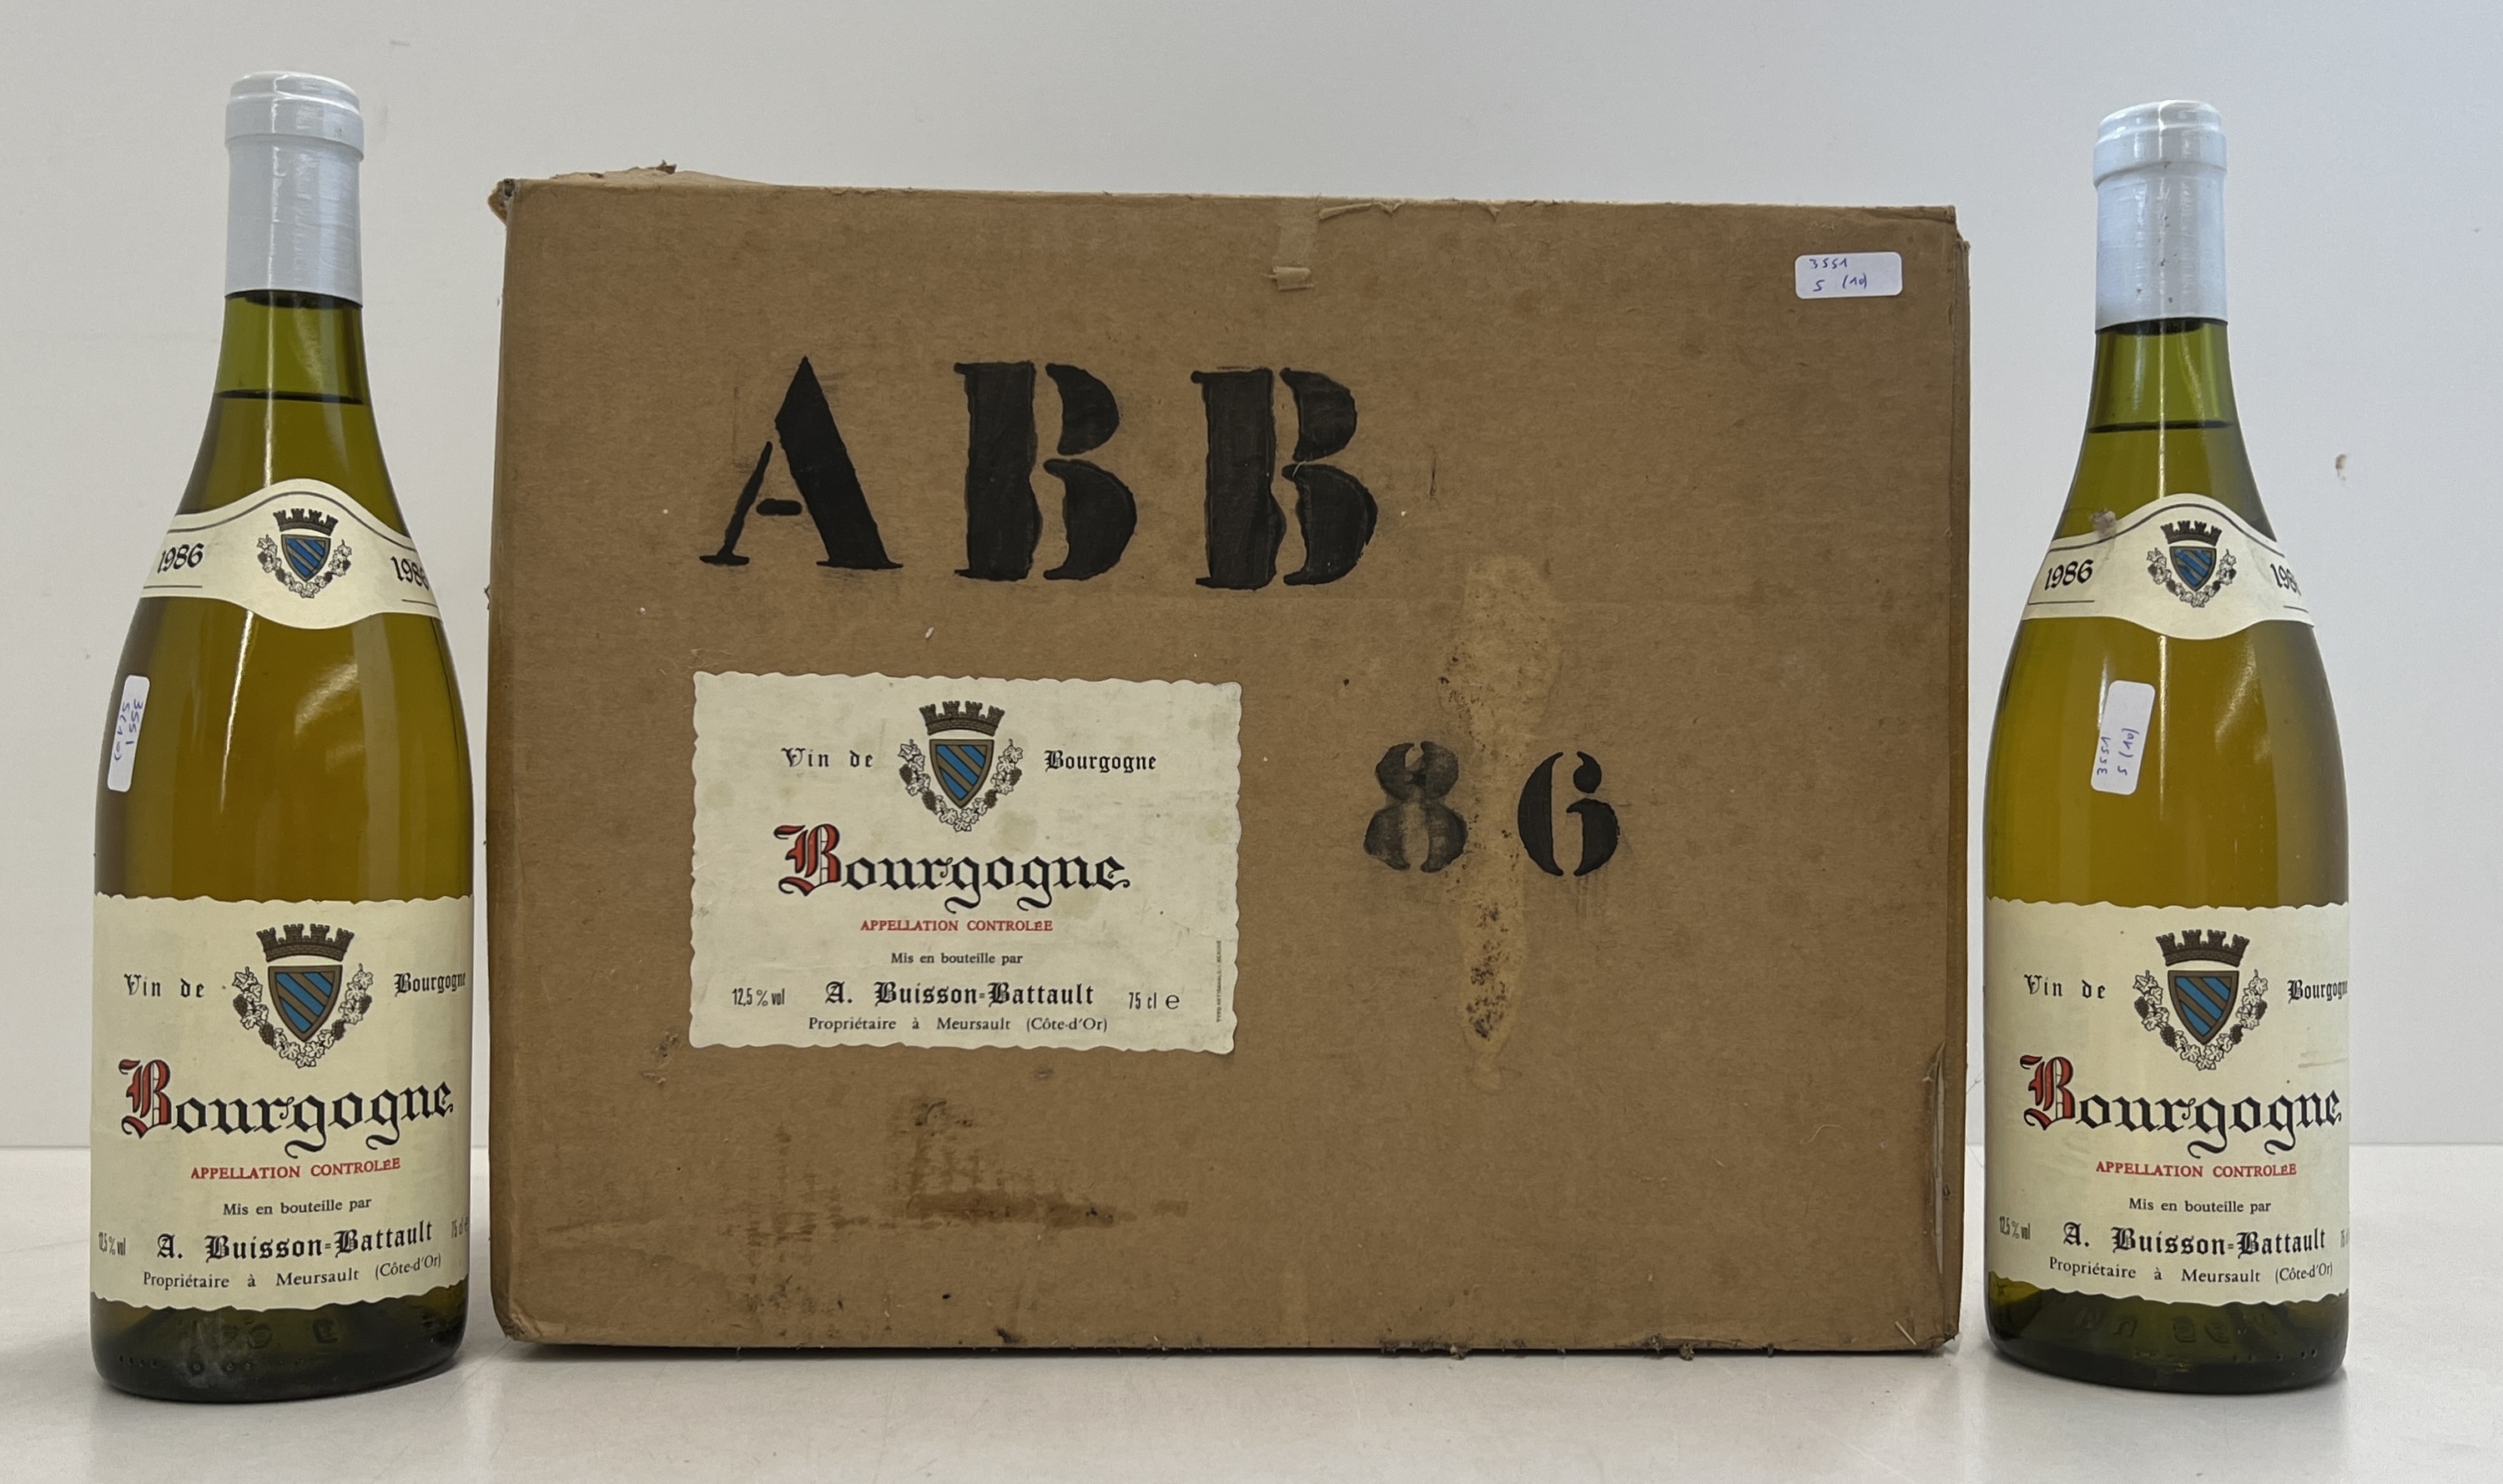 1986 1986
3551
5 (10)
Vin de Bourgogne
Bourgogne
APPELLATION CONTROLÉE
Mis en bouteille par
12,5 % vol A. Buisson-Battault 75 cl e
Propriétaire à Meursault (Côte-d'Or)
3551
5 (10)
ABB
86
Vin de Bourgogne
Bourgogne
APPELLATION CONTROLÉE
Mis en bouteille par
12,5 % vol A. Buisson-Battault 75 cl e
Propriétaire à Meursault (Côte-d'Or)
1986 1986
3551
5 (10)
Vin de Bourgogne
Bourgogne
APPELLATION CONTROLÉE
Mis en bouteille par
12,5 % vol A. Buisson-Battault
Propriétaire à Meursault (Côte-d'Or)